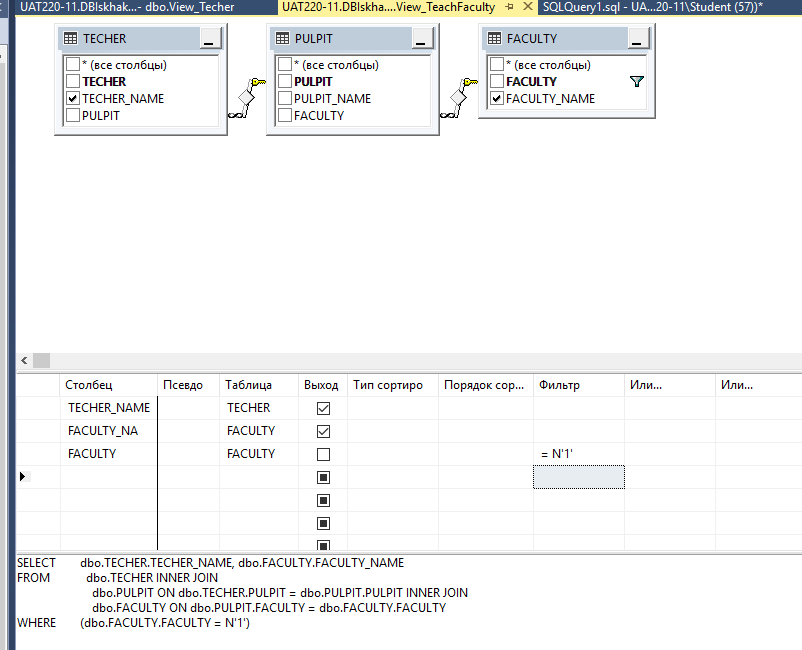 UAT220-11.DBIskhak...- dbo.View_Techer
UAT220-11.DBIskha....View_TeachFaculty
SQLQuery1.sql - UA...20-11\Student (57))*
TECHER
* (все столбцы)
TECHER
TECHER_NAME
PULPIT
PULPIT
* (все столбцы)
PULPIT
PULPIT_NAME
FACULTY
FACULTY
* (все столбцы)
FACULTY
FACULTY_NAME
Столбец Псевдо Таблица Выход Тип сортиро Порядок сор... Фильтр Или... Или...
TECHER_NAME TECHER
FACULTY_NA FACULTY
FACULTY FACULTY = N'1'
SELECT dbo.TECHER.TECHER_NAME, dbo.FACULTY.FACULTY_NAME
FROM dbo.TECHER INNER JOIN
dbo.PULPIT ON dbo.TECHER.PULPIT = dbo.PULPIT.PULPIT INNER JOIN
dbo.FACULTY ON dbo.PULPIT.FACULTY = dbo.FACULTY.FACULTY
WHERE (dbo.FACULTY.FACULTY = N'1')